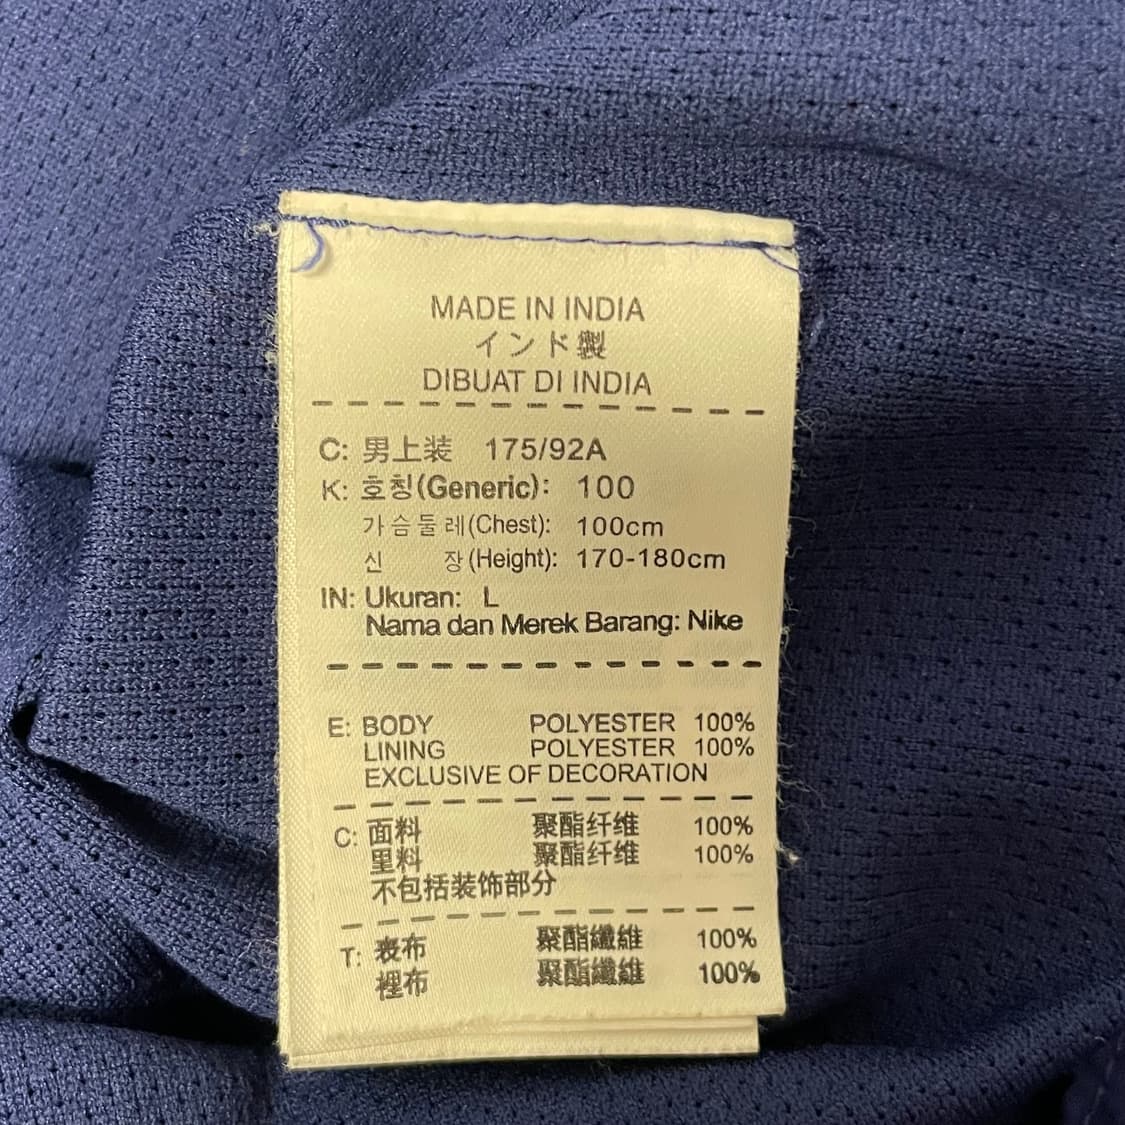 MADE IN INDIA
インド製
DIBUAT DI INDIA
C: 男上装 175/92A
K: 호칭(Generic): 100
가슴둘레(Chest): 100cm
신 장(Height): 170-180cm
IN: Ukuran: L
Nama dan Merek Barang: Nike
E: BODY POLYESTER 100%
LINING POLYESTER 100%
EXCLUSIVE OF DECORATION
C: 面料 聚酯纤维 100%
里料 聚酯纤维 100%
不包括装饰部分
T: 表布 聚酯纖維 100%
裡布 聚酯纖維 100%